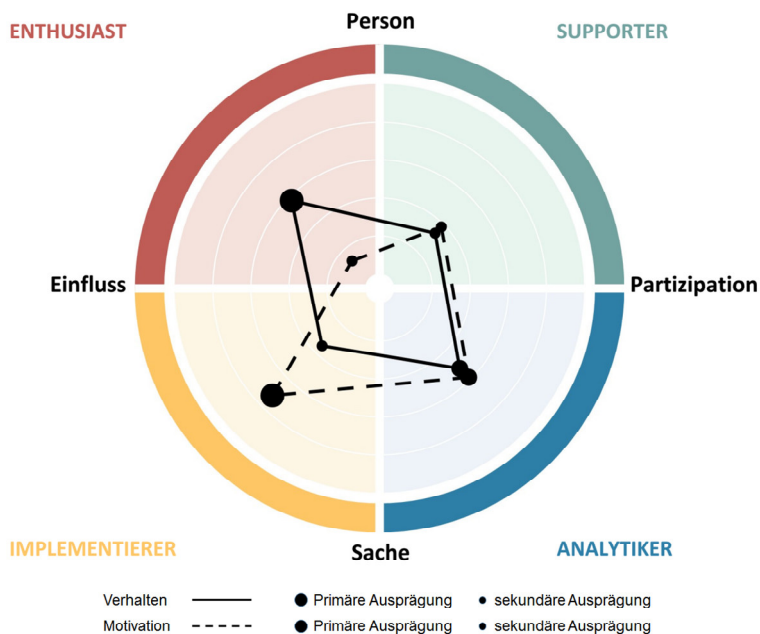 Person
ENTHUSIAST
SUPPORTER
Einfluss
Partizipation
IMPLEMENTIERER
ANALYTIKER
Sache
Verhalten Primäre Ausprägung sekundäre Ausprägung
Motivation Primäre Ausprägung sekundäre Ausprägung